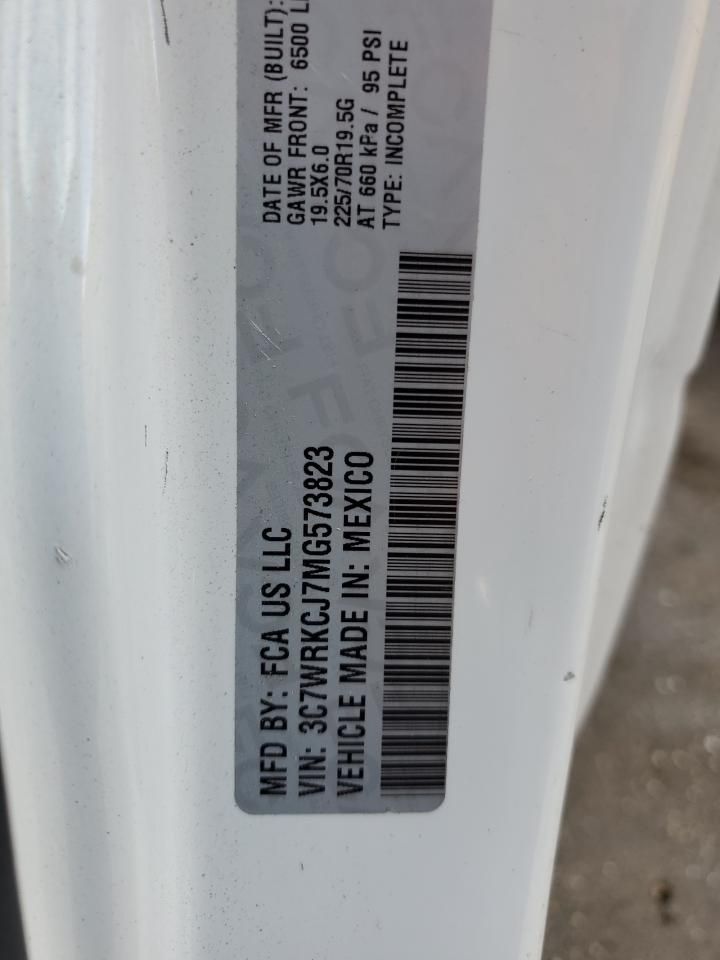 MFD BY: FCA US LLC
VIN: 3C7WRKCJ7MG573823
VEHICLE MADE IN: MEXICO
DATE OF MFR (BUILT):
GAWR FRONT: 6500
19.5X6.0
225/70R19.5G
AT 660 kPa / 95 PSI
TYPE: INCOMPLETE